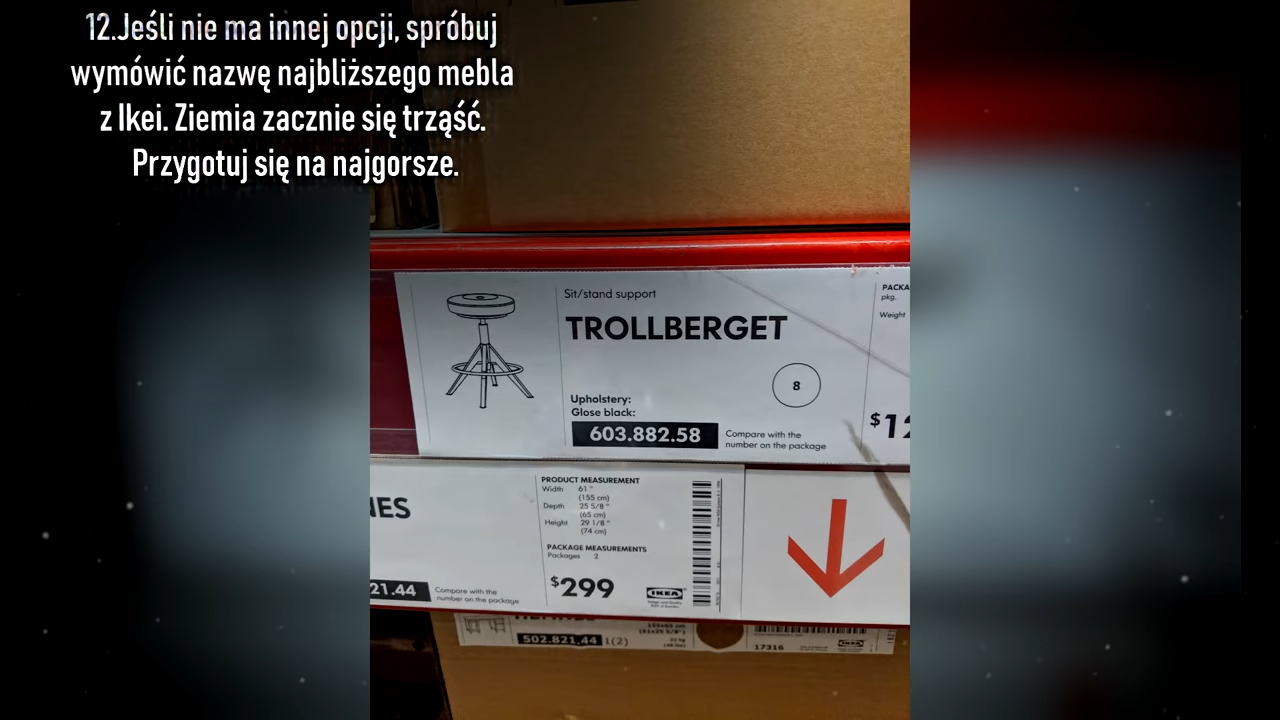 12.Jeśli nie ma innej opcji, spróbuj
wymówić nazwę najbliższego mebla
z Ikei. Ziemia zacznie się trząść.
Przygotuj się na najgorsze.
Sit/stand support
TROLLBERGET
8
Upholstery:
Glose black:
603.882.58
Compare with the
number on the package
PACKA
pkg.
Weight
$12
NES
21.44
Compare with the
number on the package
PRODUCT MEASUREMENT
Width 61 "
(155 cm)
Depth 25 5/8 "
(65 cm)
Height 29 1/8 "
(74 cm)
PACKAGE MEASUREMENTS
Packages 2
$299
IKEA
502.821.44 1(2)
17316
IKEA